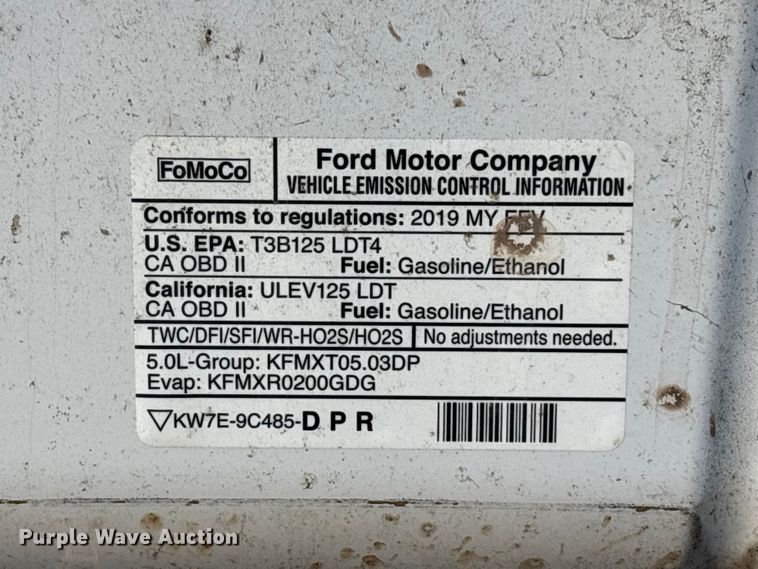 FoMoCo
Ford Motor Company
VEHICLE EMISSION CONTROL INFORMATION
Conforms to regulations: 2019 MY FFV
U.S. EPA: T3B125 LDT4
CA OBD II Fuel: Gasoline/Ethanol
California: ULEV125 LDT
CA OBD II Fuel: Gasoline/Ethanol
TWC/DFI/SFI/WR-HO2S/HO2S No adjustments needed.
5.0L-Group: KFMXT05.03DP
Evap: KFMXR0200GDG
KW7E-9C485-D P R
Purple Wave Auction